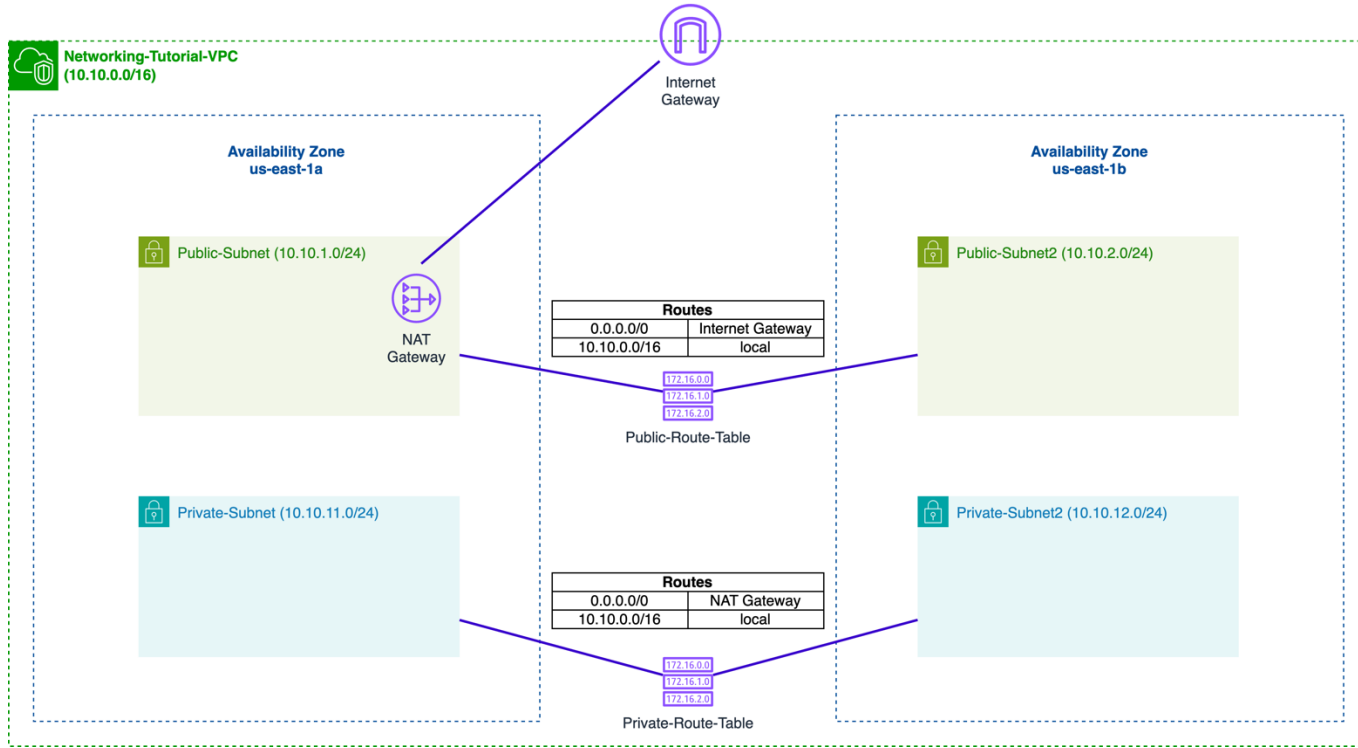 Networking-Tutorial-VPC
(10.10.0.0/16)
Internet
Gateway
Availability Zone
us-east-1a
Availability Zone
us-east-1b
Public-Subnet (10.10.1.0/24)
Public-Subnet2 (10.10.2.0/24)
NAT
Gateway
Routes
0.0.0.0/0 Internet Gateway
10.10.0.0/16 local
172.16.0.0
172.16.1.0
172.16.2.0
Public-Route-Table
Private-Subnet (10.10.11.0/24)
Private-Subnet2 (10.10.12.0/24)
Routes
0.0.0.0/0 NAT Gateway
10.10.0.0/16 local
172.16.0.0
172.16.1.0
172.16.2.0
Private-Route-Table